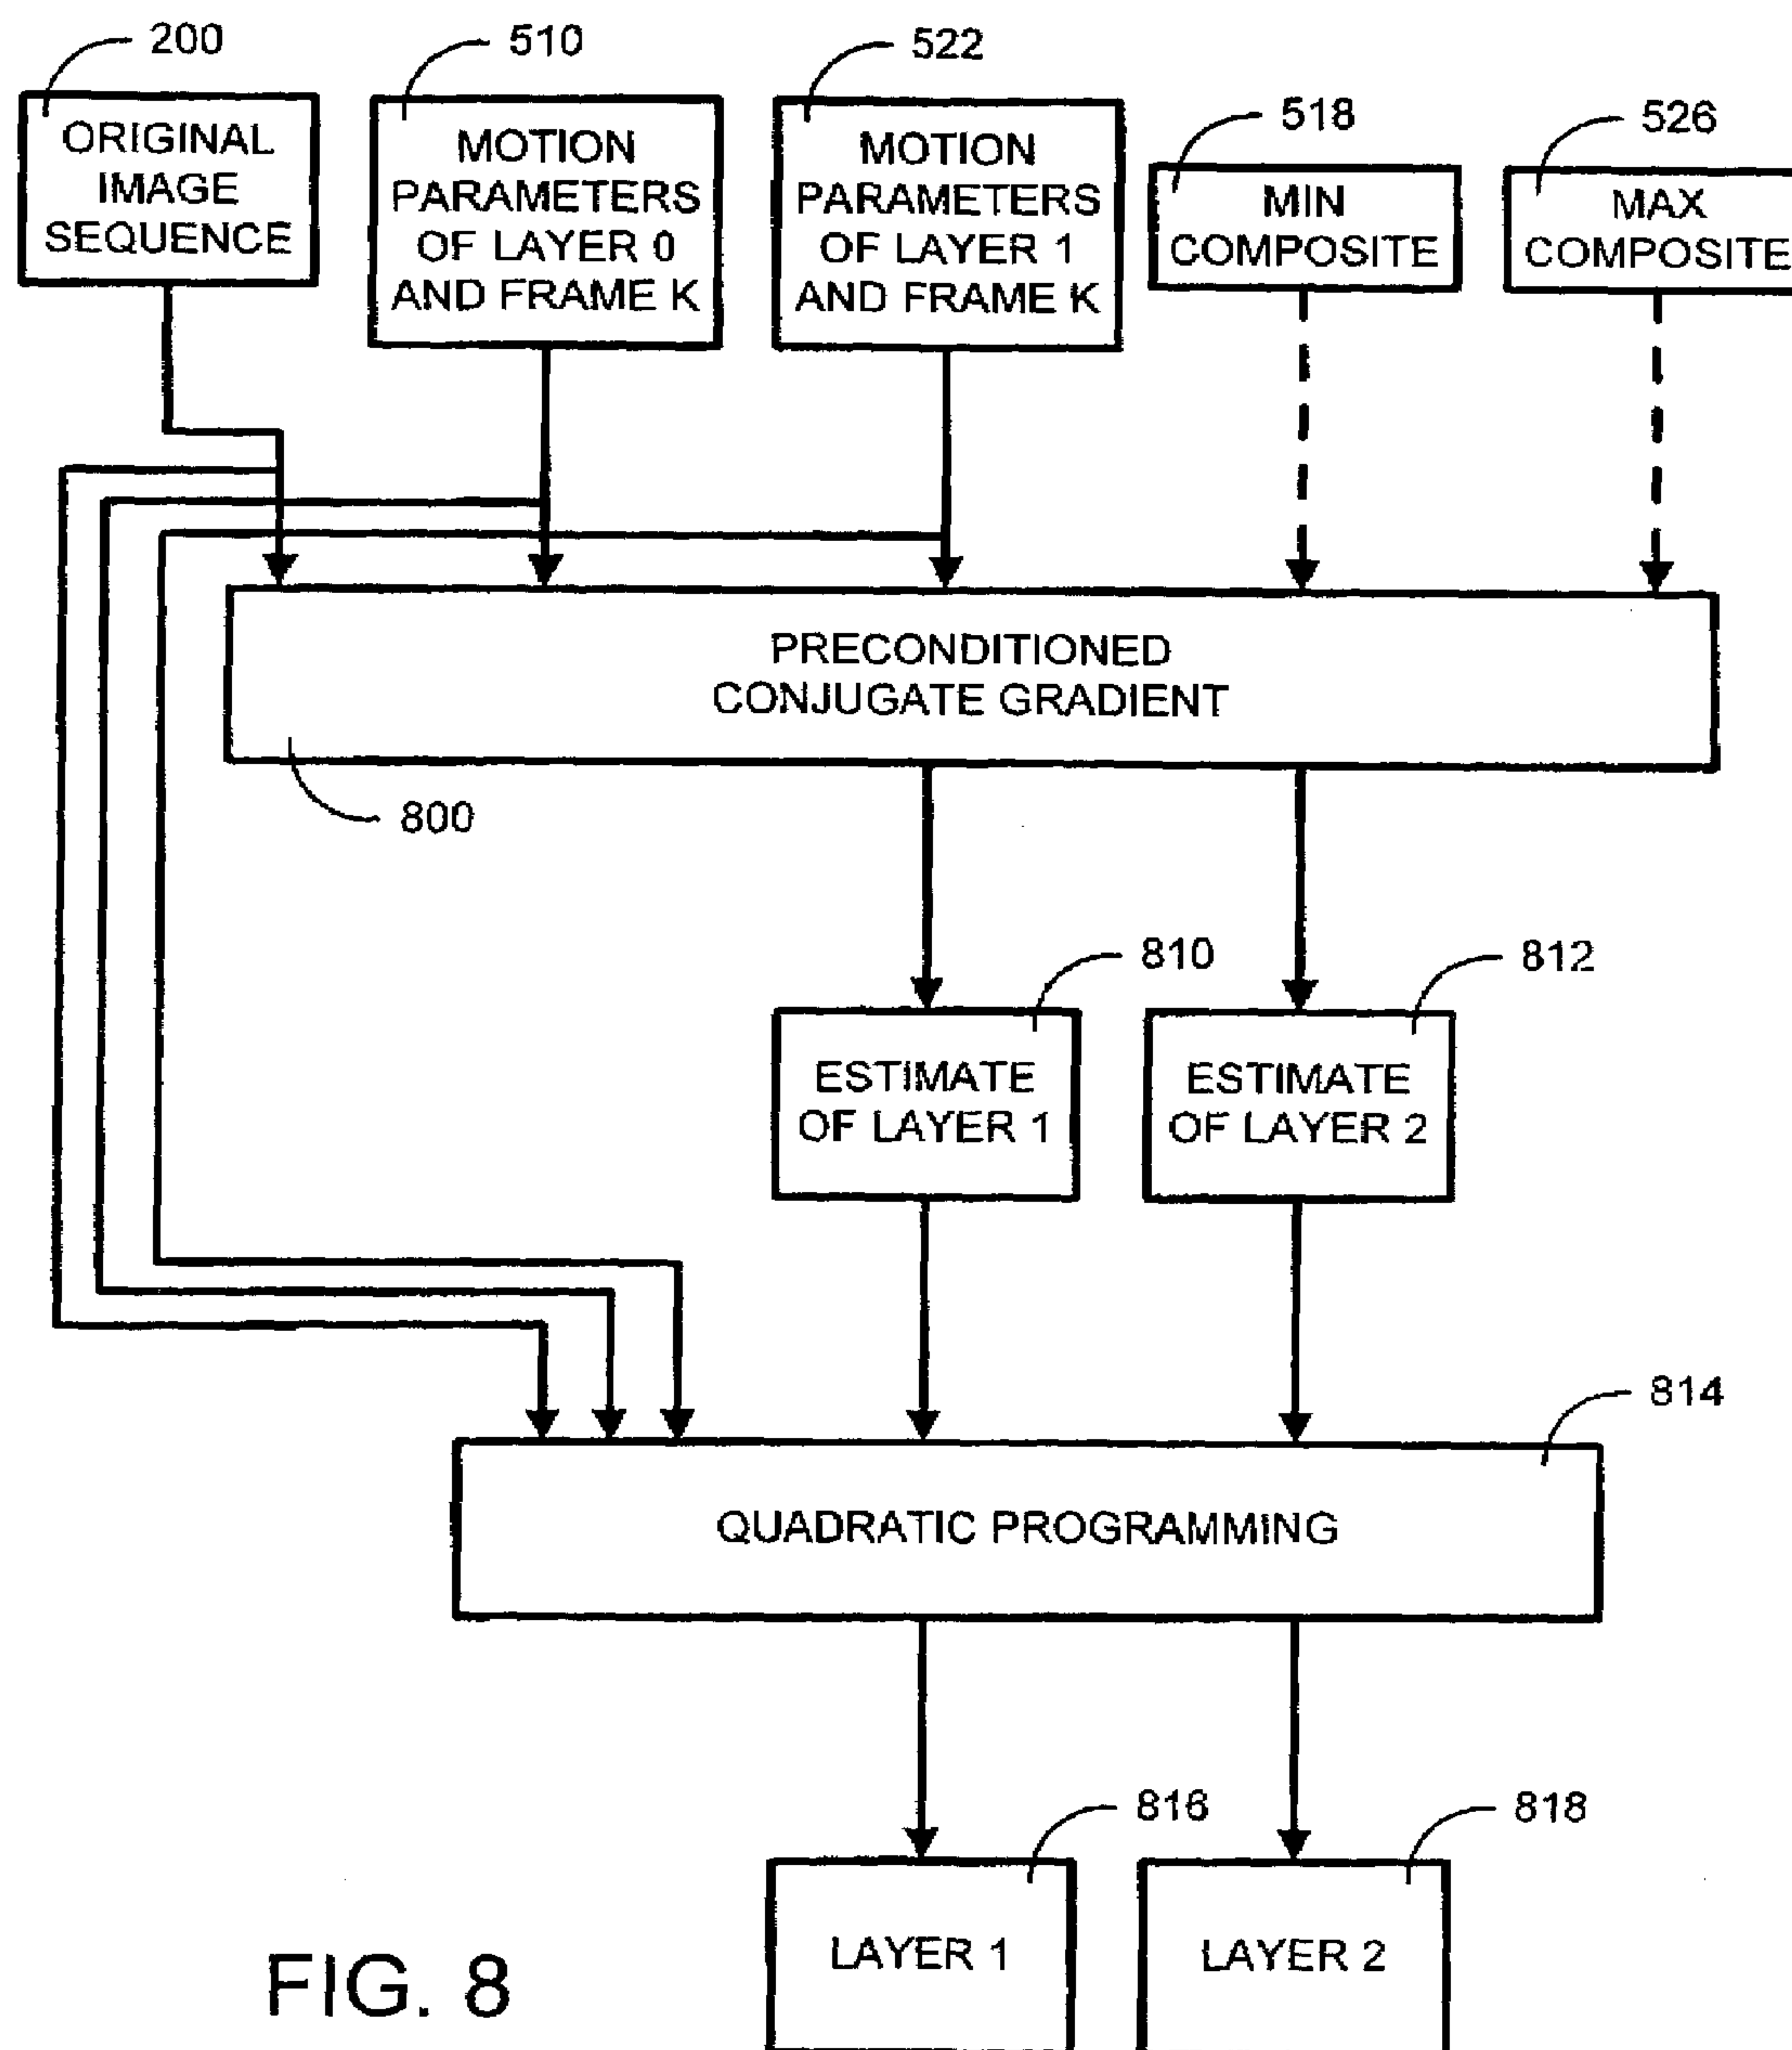 200
510
522
518
526
ORIGINAL
IMAGE
SEQUENCE
MOTION
PARAMETERS
OF LAYER 0
AND FRAME K
MOTION
PARAMETERS
OF LAYER 1
AND FRAME K
MIN
COMPOSITE
MAX
COMPOSITE
PRECONDITIONED
CONJUGATE GRADIENT
800
810
812
ESTIMATE
OF LAYER 1
ESTIMATE
OF LAYER 2
814
QUADRATIC PROGRAMMING
816
818
LAYER 1
LAYER 2
FIG. 8